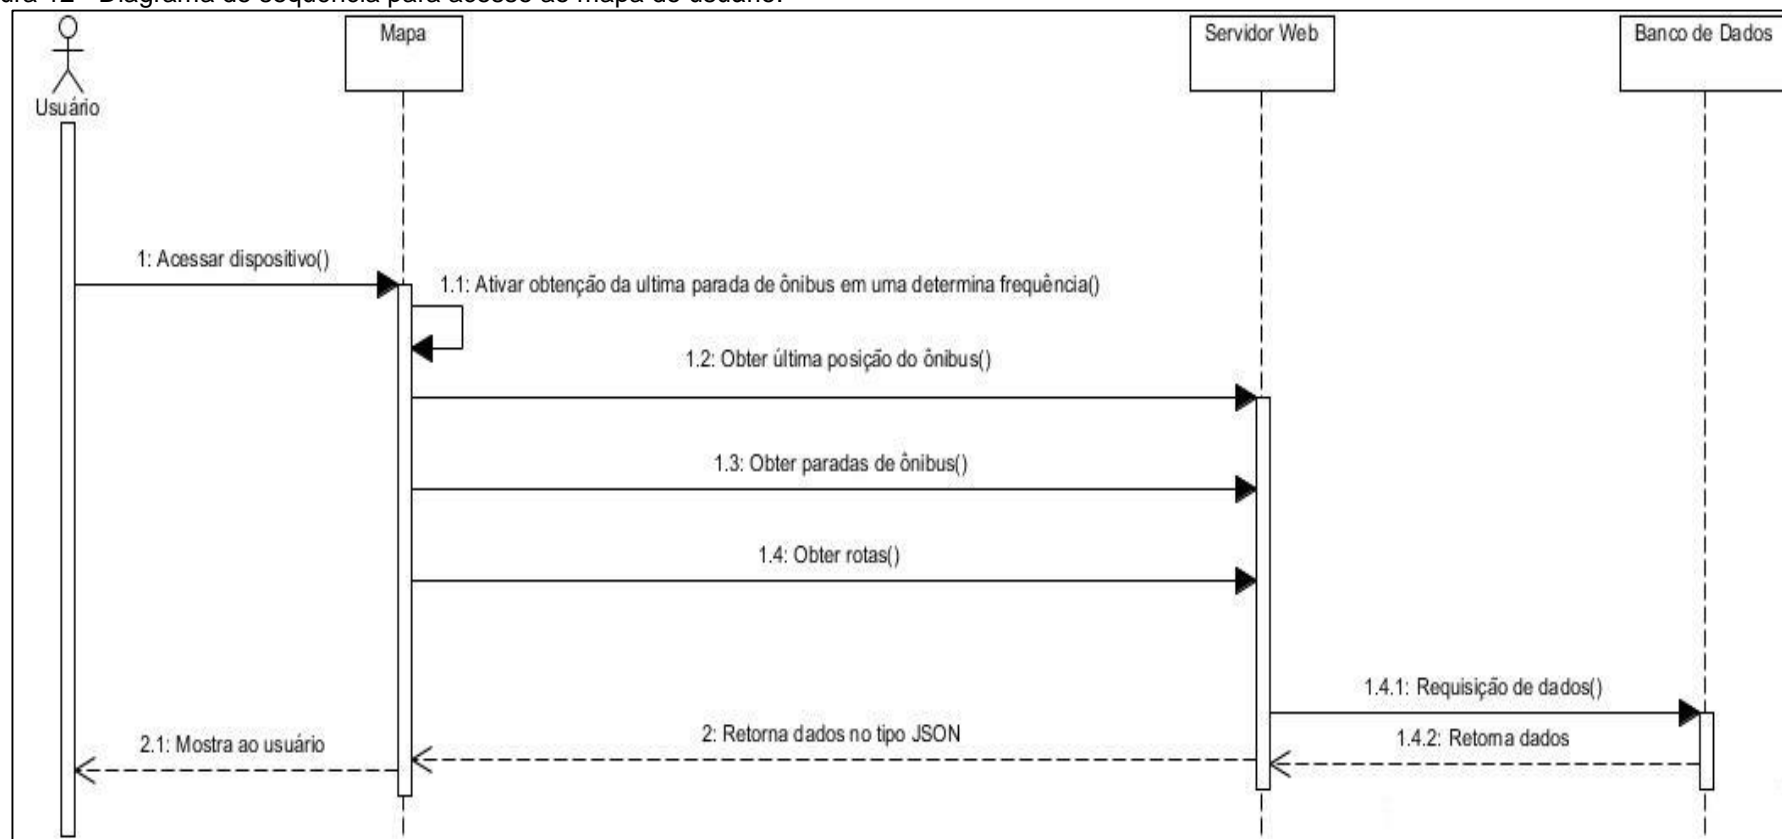 Diagrama de sequência para acesso ao mapa do usuário.
Mapa
Servidor Web
Banco de Dados
Usuário
1: Acessar dispositivo()
1.1: Ativar obtenção da ultima parada de ônibus em uma determina frequência()
1.2: Obter última posição do ônibus()
1.3: Obter paradas de ônibus()
1.4: Obter rotas()
1.4.1: Requisição de dados()
2: Retorna dados no tipo JSON
1.4.2: Retorna dados
2.1: Mostra ao usuário